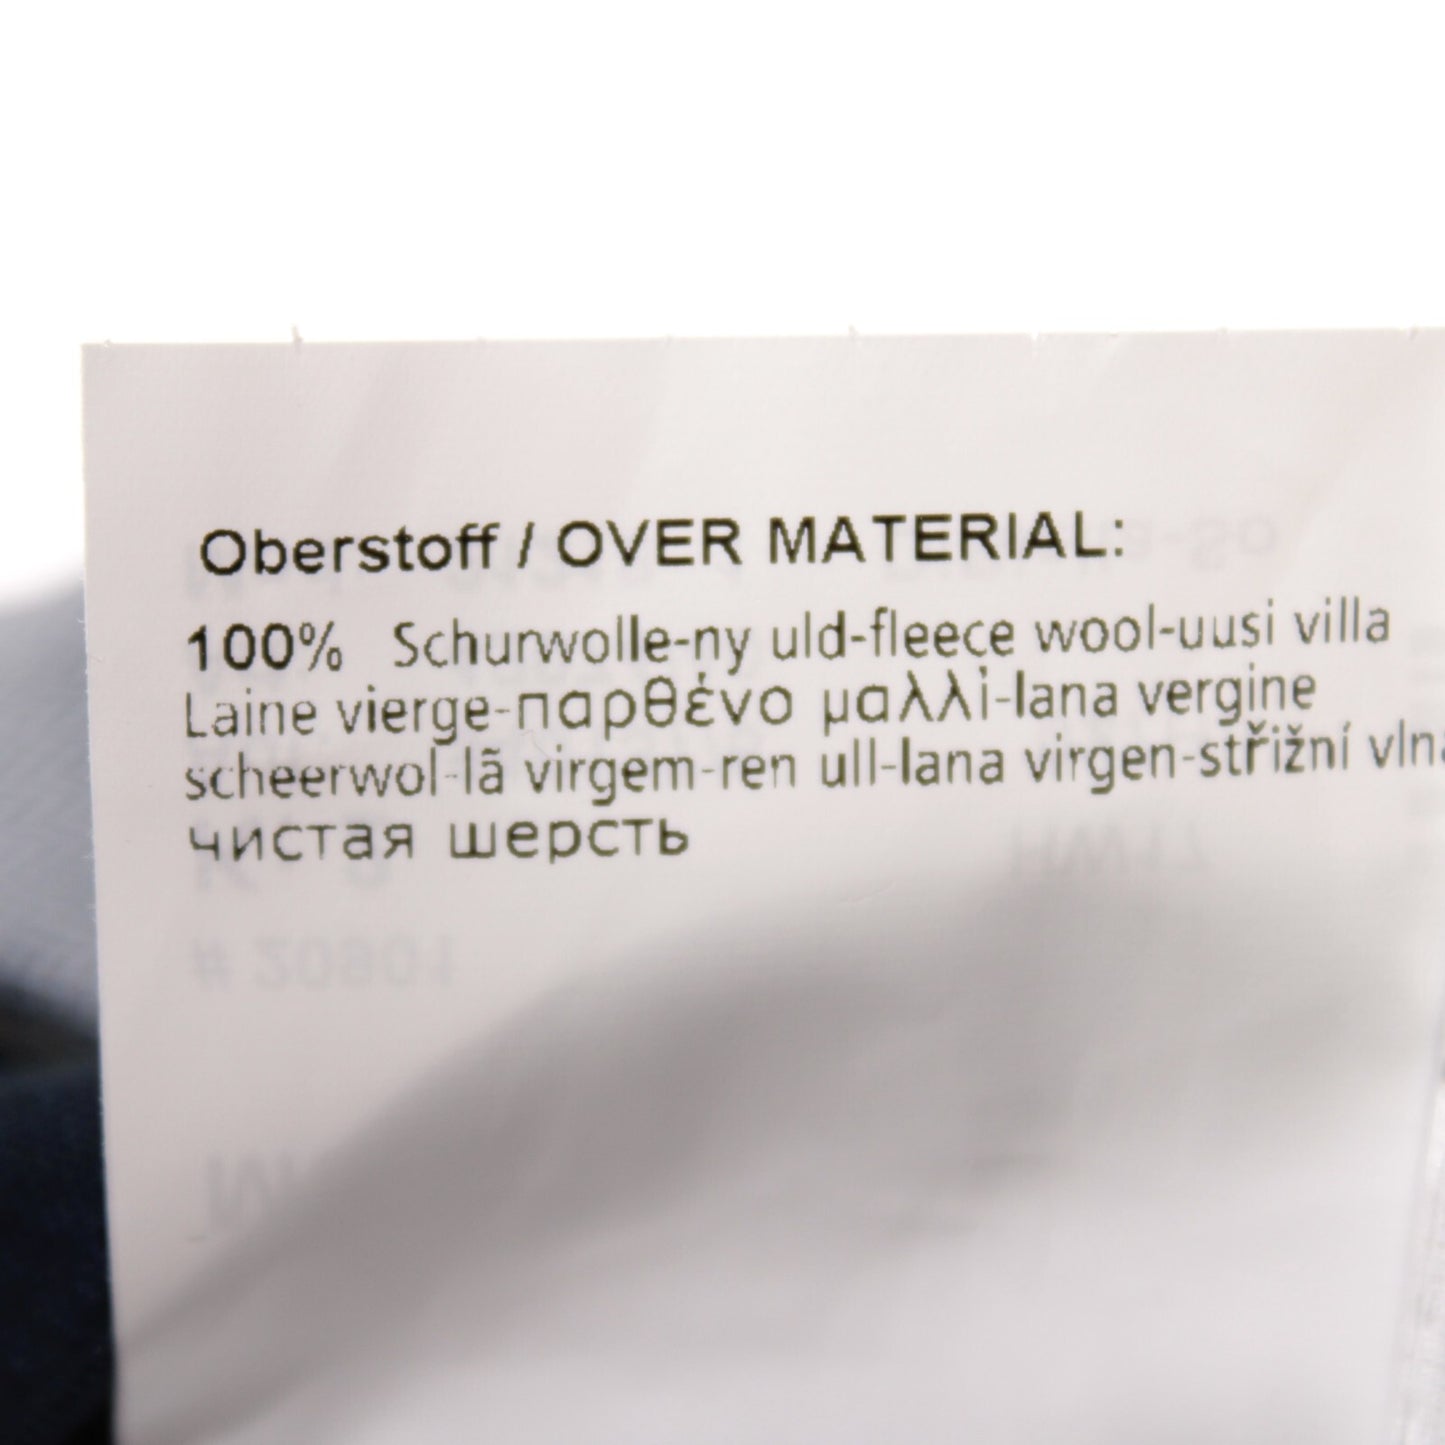 Oberstoff / OVER MATERIAL:
100% Schurwolle-ny uld-fleece wool-uusi villa
Laine vierge-παρθένο μαλλί-lana vergine
scheerwol-lã virgem-ren ull-lana virgen-střižní vlna
чистая шерсть
# 20901